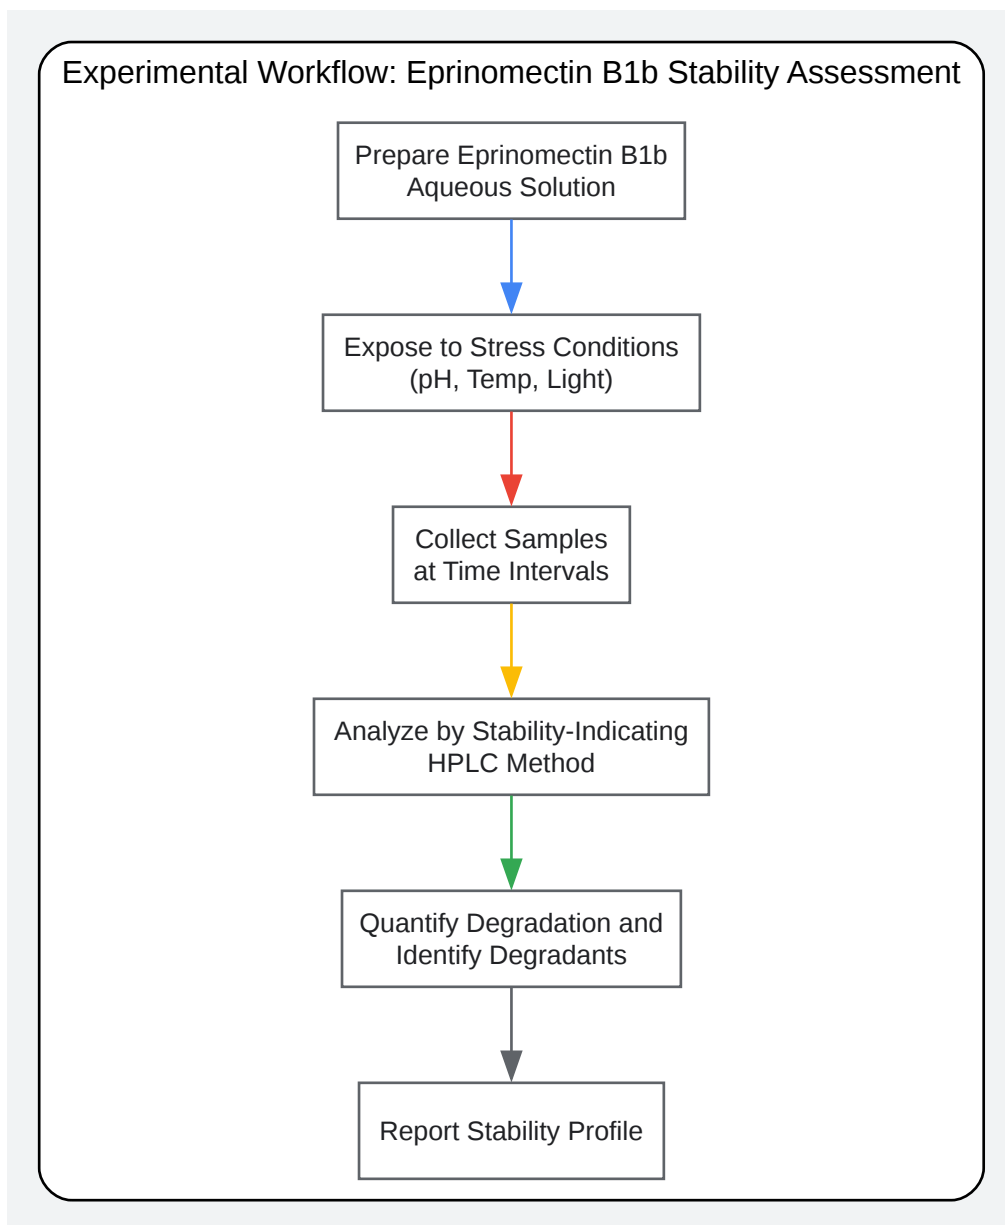 Experimental Workflow: Eprinomectin B1b Stability Assessment
Prepare Eprinomectin B1b
Aqueous Solution
Expose to Stress Conditions
(pH, Temp, Light)
Collect Samples
at Time Intervals
Analyze by Stability-Indicating
HPLC Method
Quantify Degradation and
Identify Degradants
Report Stability Profile